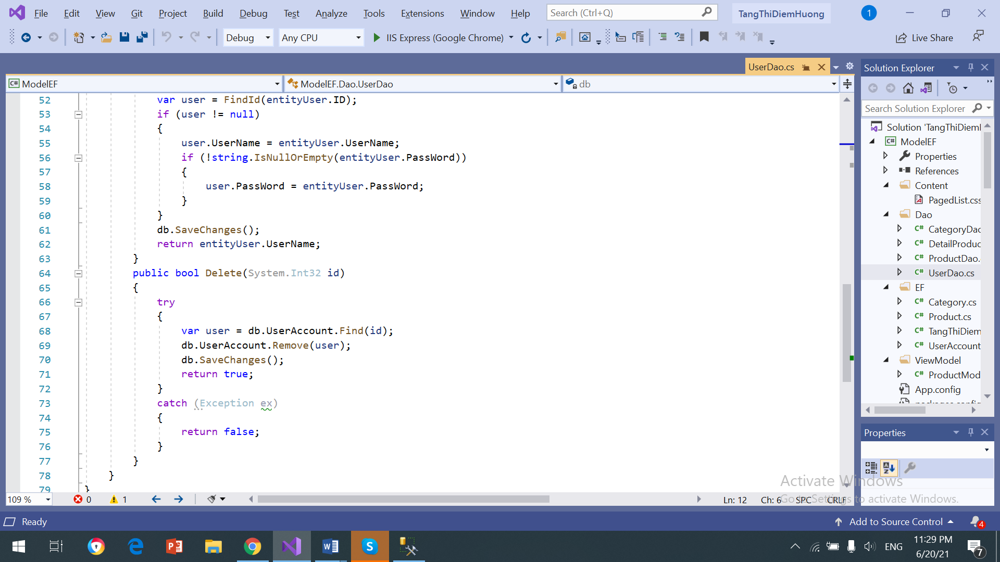 File Edit View Git Project Build Debug Test Analyze Tools Extensions Window Help Search (Ctrl+Q) TangThiDiemHuong 1
Debug Any CPU IIS Express (Google Chrome) Live Share
UserDao.cs
ModelEF ModelEF.Dao.UserDao db
52 var user = FindId(entityUser.ID);
53 if (user != null)
54 {
55 user.UserName = entityUser.UserName;
56 if (!string.IsNullOrEmpty(entityUser.PassWord))
57 {
58 user.PassWord = entityUser.PassWord;
59 }
60 }
61 db.SaveChanges();
62 return entityUser.UserName;
63 }
64 public bool Delete(System.Int32 id)
65 {
66 try
67 {
68 var user = db.UserAccount.Find(id);
69 db.UserAccount.Remove(user);
70 db.SaveChanges();
71 return true;
72 }
73 catch (Exception ex)
74 {
75 return false;
76 }
77 }
78 }
79 }
109 % 0 1 Ln: 12 Ch: 6 SPC CRLF
Solution Explorer
Search Solution Explorer
Solution 'TangThiDieml
C# ModelEF
Properties
References
Content
PagedList.css
Dao
C# CategoryDac
C# DetailProduc
C# ProductDao.
C# UserDao.cs
EF
C# Category.cs
C# Product.cs
C# TangThiDiem
C# UserAccount
ViewModel
C# ProductMod
App.config
packages.config
Properties
Activate Windows
Go to Settings to activate Windows.
Ready Add to Source Control 4
ENG 11:29 PM
6/20/21 7